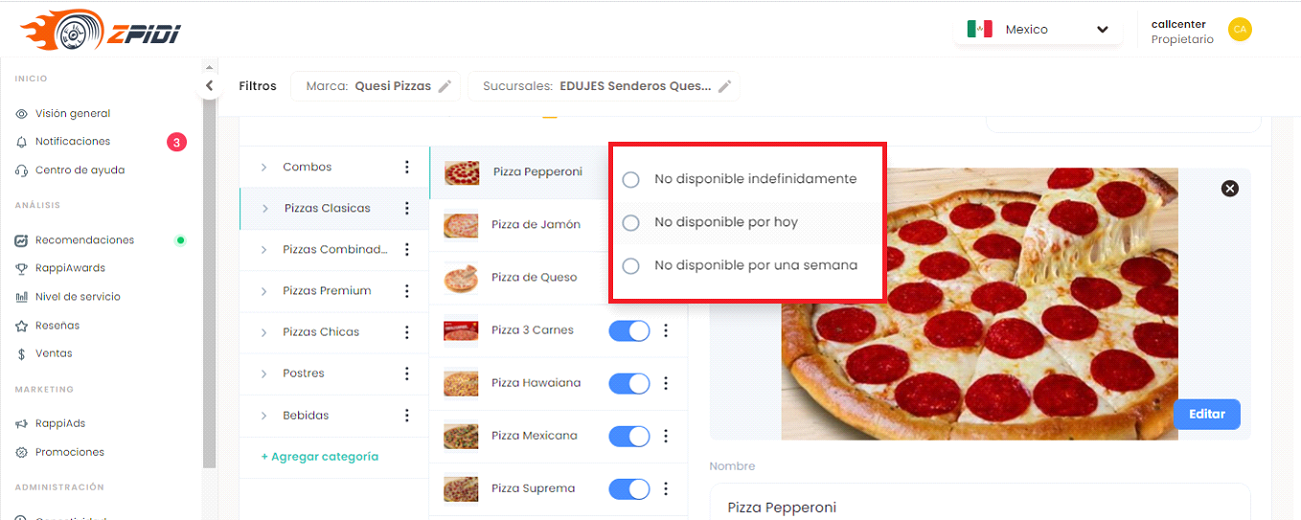 ZPIDI
Mexico
callcenter
Propietario
CA
INICIO
Visión general
Notificaciones
3
Centro de ayuda
ANÁLISIS
Recomendaciones
RappiAwards
Nivel de servicio
Reseñas
Ventas
MARKETING
RappiAds
Promociones
ADMINISTRACIÓN
Filtros
Marca: Quesi Pizzas
Sucursales: EDUJES Senderos Ques...
Combos
Pizzas Clasicas
Pizzas Combinad...
Pizzas Premium
Pizzas Chicas
Postres
Bebidas
+ Agregar categoría
Pizza Pepperoni
Pizza de Jamón
Pizza de Queso
Pizza 3 Carnes
Pizza Hawaiana
Pizza Mexicana
Pizza Suprema
No disponible indefinidamente
No disponible por hoy
No disponible por una semana
Editar
Nombre
Pizza Pepperoni